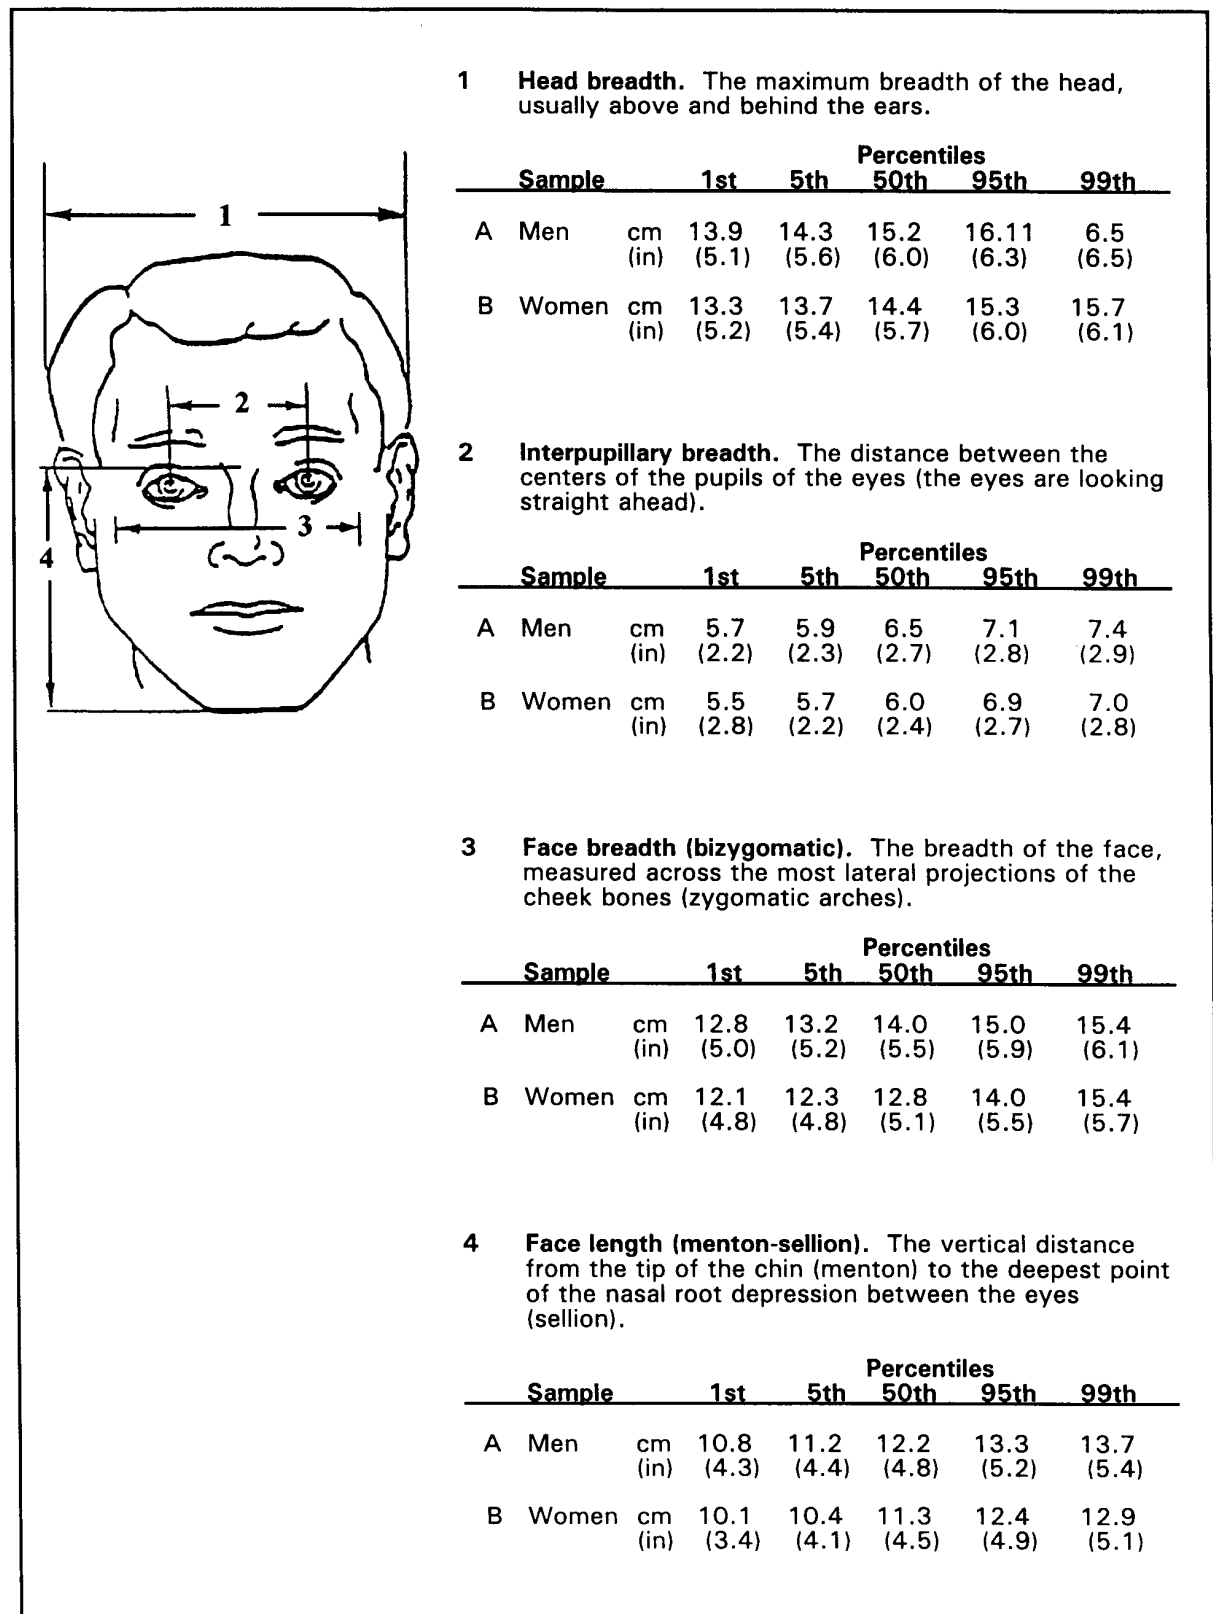 1 Head breadth. The maximum breadth of the head,
usually above and behind the ears.
Percentiles
Sample 1st 5th 50th 95th 99th
A Men cm 13.9 14.3 15.2 16.11 6.5
(in) (5.1) (5.6) (6.0) (6.3) (6.5)
B Women cm 13.3 13.7 14.4 15.3 15.7
(in) (5.2) (5.4) (5.7) (6.0) (6.1)
1
2
3
4
2 Interpupillary breadth. The distance between the
centers of the pupils of the eyes (the eyes are looking
straight ahead).
Percentiles
Sample 1st 5th 50th 95th 99th
A Men cm 5.7 5.9 6.5 7.1 7.4
(in) (2.2) (2.3) (2.7) (2.8) (2.9)
B Women cm 5.5 5.7 6.0 6.9 7.0
(in) (2.8) (2.2) (2.4) (2.7) (2.8)
3 Face breadth (bizygomatic). The breadth of the face,
measured across the most lateral projections of the
cheek bones (zygomatic arches).
Percentiles
Sample 1st 5th 50th 95th 99th
A Men cm 12.8 13.2 14.0 15.0 15.4
(in) (5.0) (5.2) (5.5) (5.9) (6.1)
B Women cm 12.1 12.3 12.8 14.0 15.4
(in) (4.8) (4.8) (5.1) (5.5) (5.7)
4 Face length (menton-sellion). The vertical distance
from the tip of the chin (menton) to the deepest point
of the nasal root depression between the eyes
(sellion).
Percentiles
Sample 1st 5th 50th 95th 99th
A Men cm 10.8 11.2 12.2 13.3 13.7
(in) (4.3) (4.4) (4.8) (5.2) (5.4)
B Women cm 10.1 10.4 11.3 12.4 12.9
(in) (3.4) (4.1) (4.5) (4.9) (5.1)